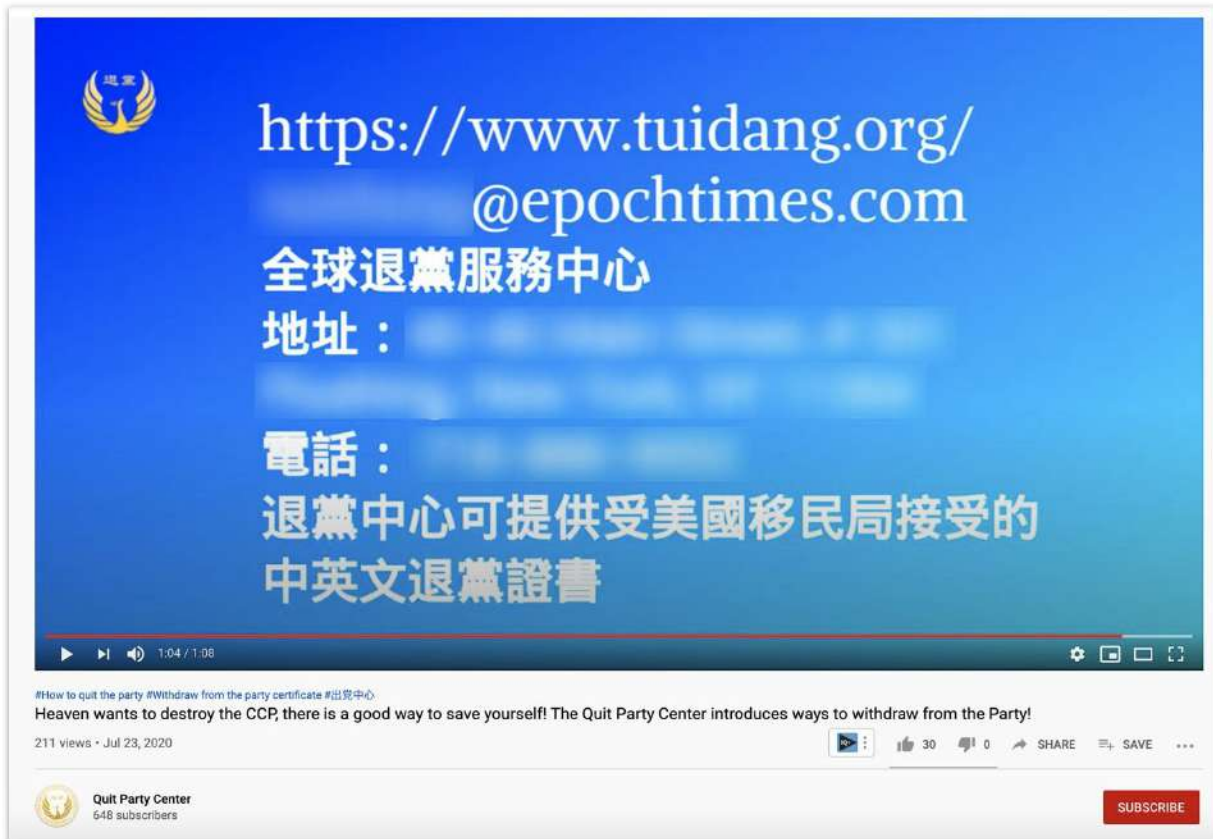 退黨
https://www.tuidang.org/
@epochtimes.com
全球退黨服務中心
地址：
電話：
退黨中心可提供受美國移民局接受的
中英文退黨證書
1:04 / 1:08
#How to quit the party #Withdraw from the party certificate #出党中心
Heaven wants to destroy the CCP, there is a good way to save yourself! The Quit Party Center introduces ways to withdraw from the Party!
211 views • Jul 23, 2020
30 0 SHARE SAVE
Quit Party Center
648 subscribers
SUBSCRIBE